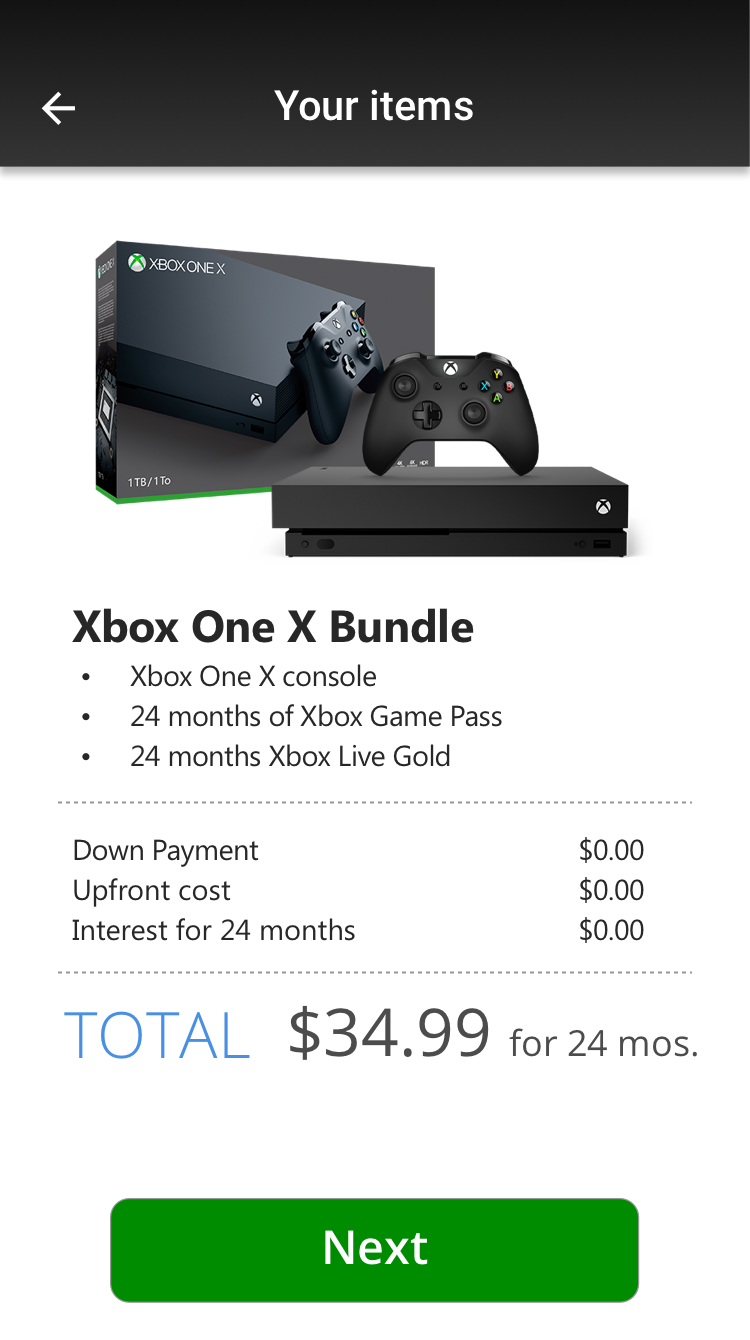 Your items
XBOX ONE X
1TB/1To
Xbox One X Bundle
• Xbox One X console
• 24 months of Xbox Game Pass
• 24 months Xbox Live Gold
Down Payment $0.00
Upfront cost $0.00
Interest for 24 months $0.00
TOTAL $34.99 for 24 mos.
Next